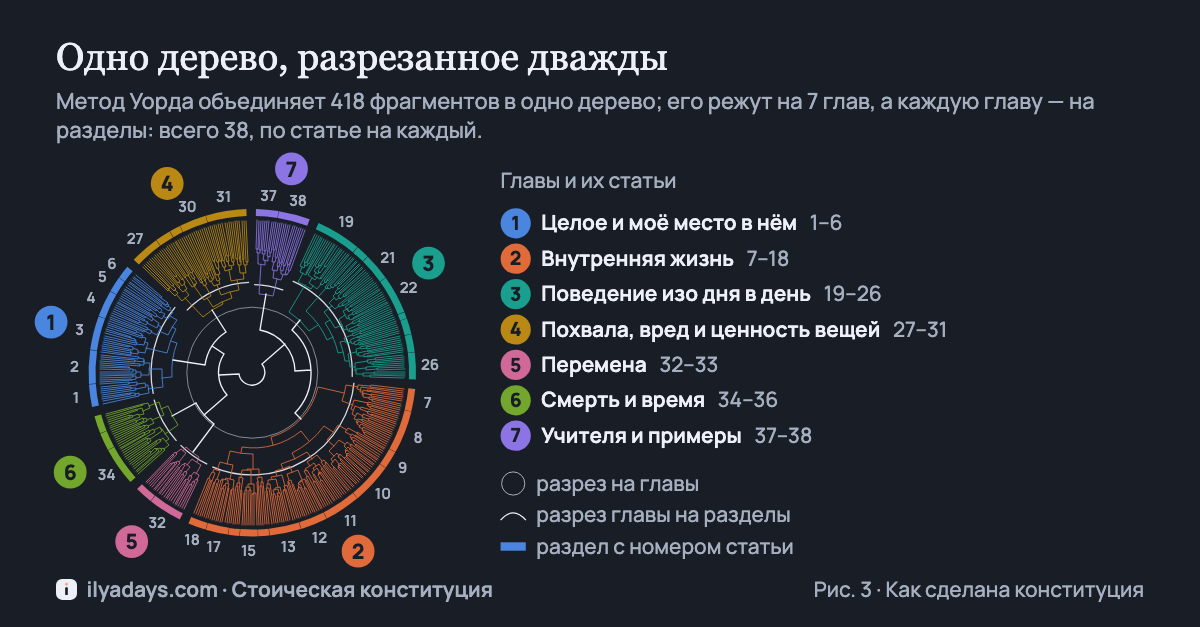 Одно дерево, разрезанное дважды
Метод Уорда объединяет 418 фрагментов в одно дерево; его режут на 7 глав, а каждую главу — на
разделы: всего 38, по статье на каждый.
7
4
37
38
31
30
19
27
21
3
6
5
22
4
1
3
2
26
1
7
8
6
34
9
10
32
11
5
18
17
15
13
12
2
Главы и их статьи
1 Целое и моё место в нём 1–6
2 Внутренняя жизнь 7–18
3 Поведение изо дня в день 19–26
4 Похвала, вред и ценность вещей 27–31
5 Перемена 32–33
6 Смерть и время 34–36
7 Учителя и примеры 37–38
разрез на главы
разрез главы на разделы
раздел с номером статьи
i ilyadays.com · Стоическая конституция
Рис. 3 · Как сделана конституция